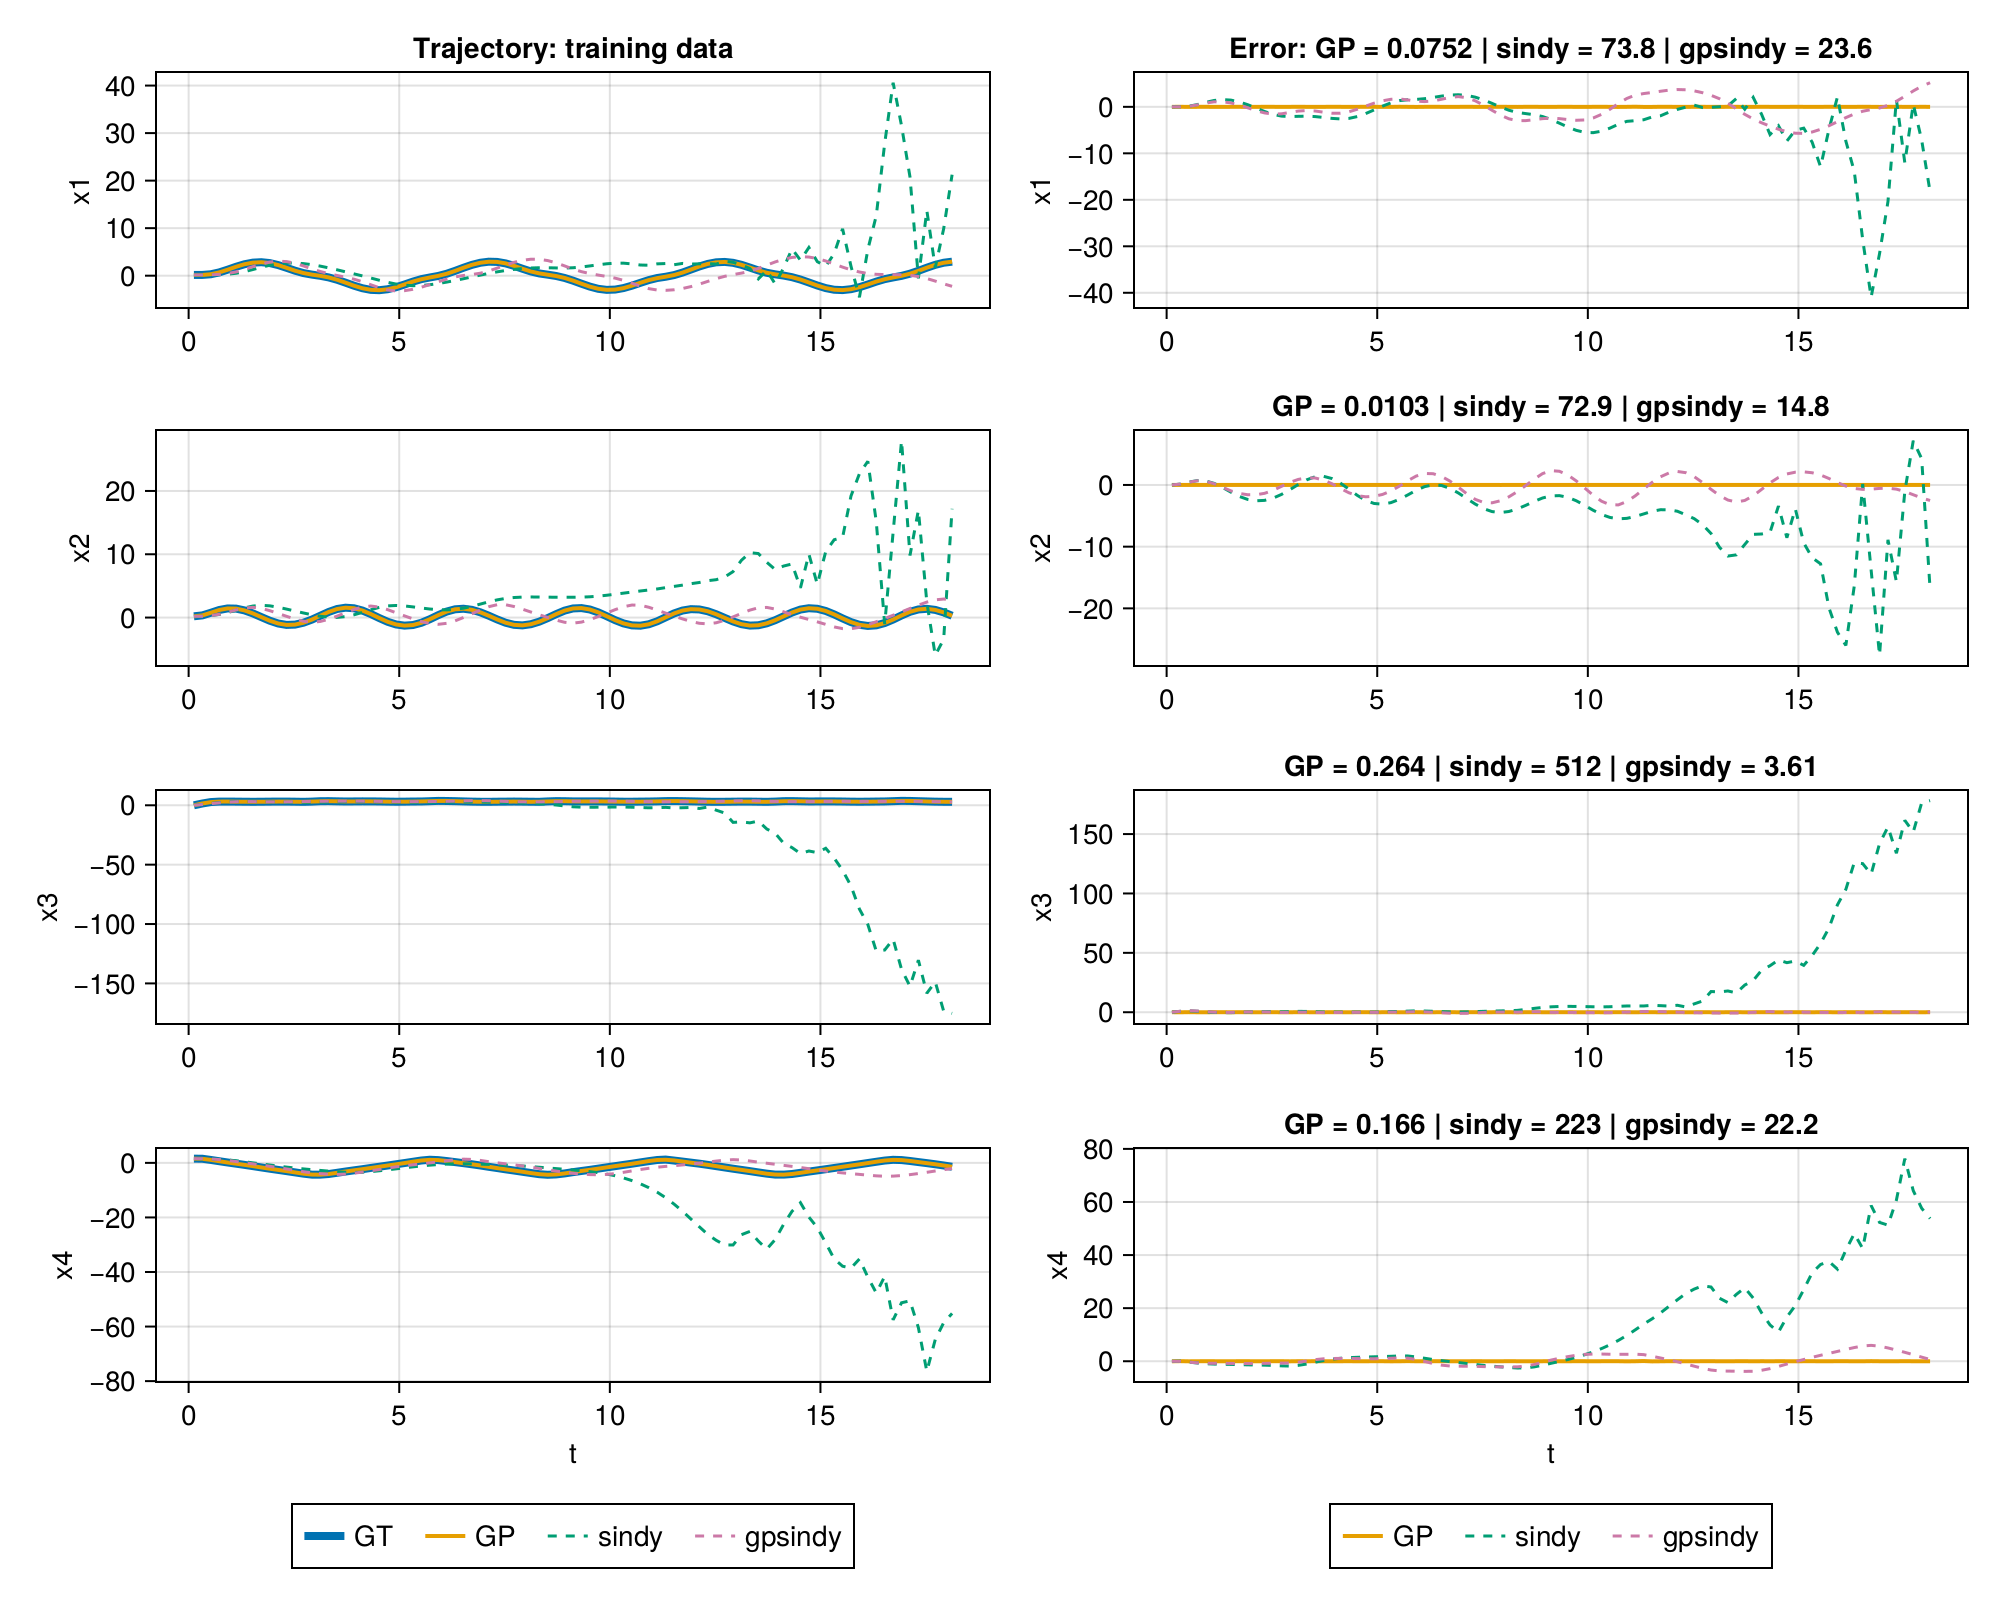 Trajectory: training data
40
30
20
10
0
x1
0 5 10 15
Error: GP = 0.0752 | sindy = 73.8 | gpsindy = 23.6
0
−10
−20
−30
−40
x1
0 5 10 15
20
10
0
x2
0 5 10 15
GP = 0.0103 | sindy = 72.9 | gpsindy = 14.8
0
−10
−20
x2
0 5 10 15
0
−50
−100
−150
x3
0 5 10 15
GP = 0.264 | sindy = 512 | gpsindy = 3.61
150
100
50
0
x3
0 5 10 15
0
−20
−40
−60
−80
x4
0 5 10 15
t
GP = 0.166 | sindy = 223 | gpsindy = 22.2
80
60
40
20
0
x4
0 5 10 15
t
GT GP sindy gpsindy
GP sindy gpsindy